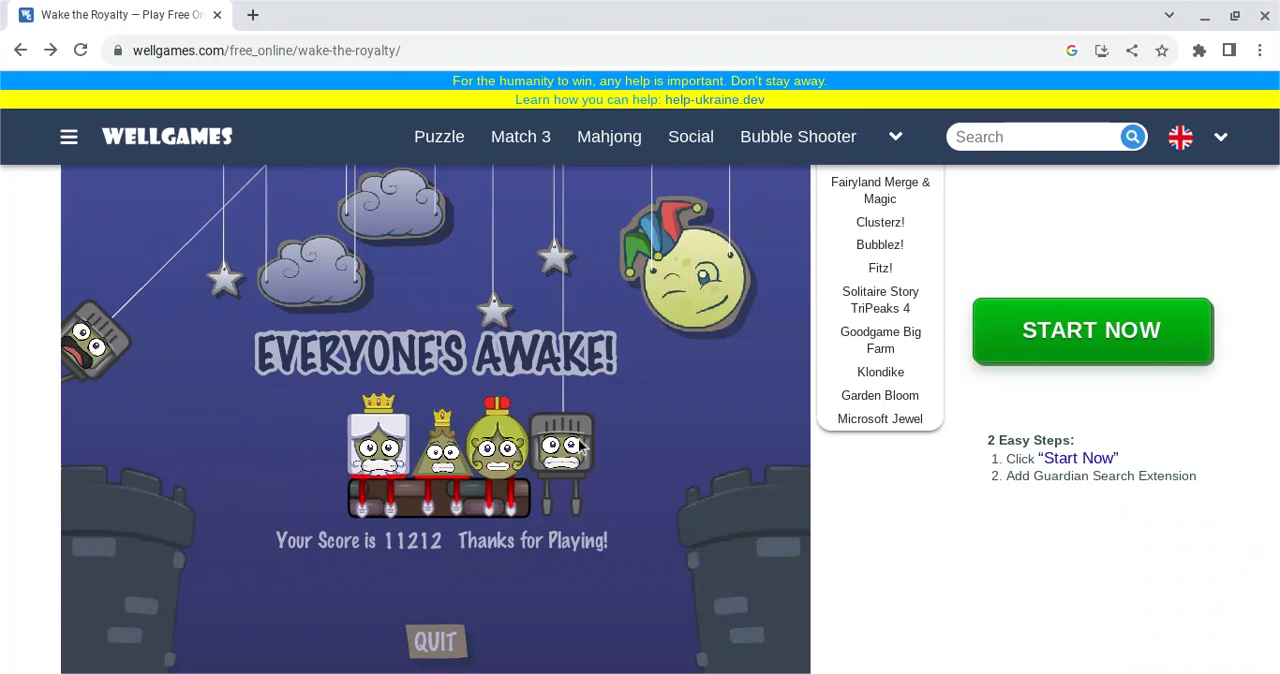 Wake the Royalty — Play Free On
wellgames.com/free_online/wake-the-royalty/
For the humanity to win, any help is important. Don't stay away.
Learn how you can help: help-ukraine.dev
WELLGAMES
Puzzle
Match 3
Mahjong
Social
Bubble Shooter
Search
EVERYONE'S AWAKE!
Your Score is 11212 Thanks for Playing!
QUIT
Fairyland Merge &
Magic
Clusterz!
Bubblez!
Fitz!
Solitaire Story
TriPeaks 4
Goodgame Big
Farm
Klondike
Garden Bloom
Microsoft Jewel
START NOW
2 Easy Steps:
1. Click “Start Now”
2. Add Guardian Search Extension